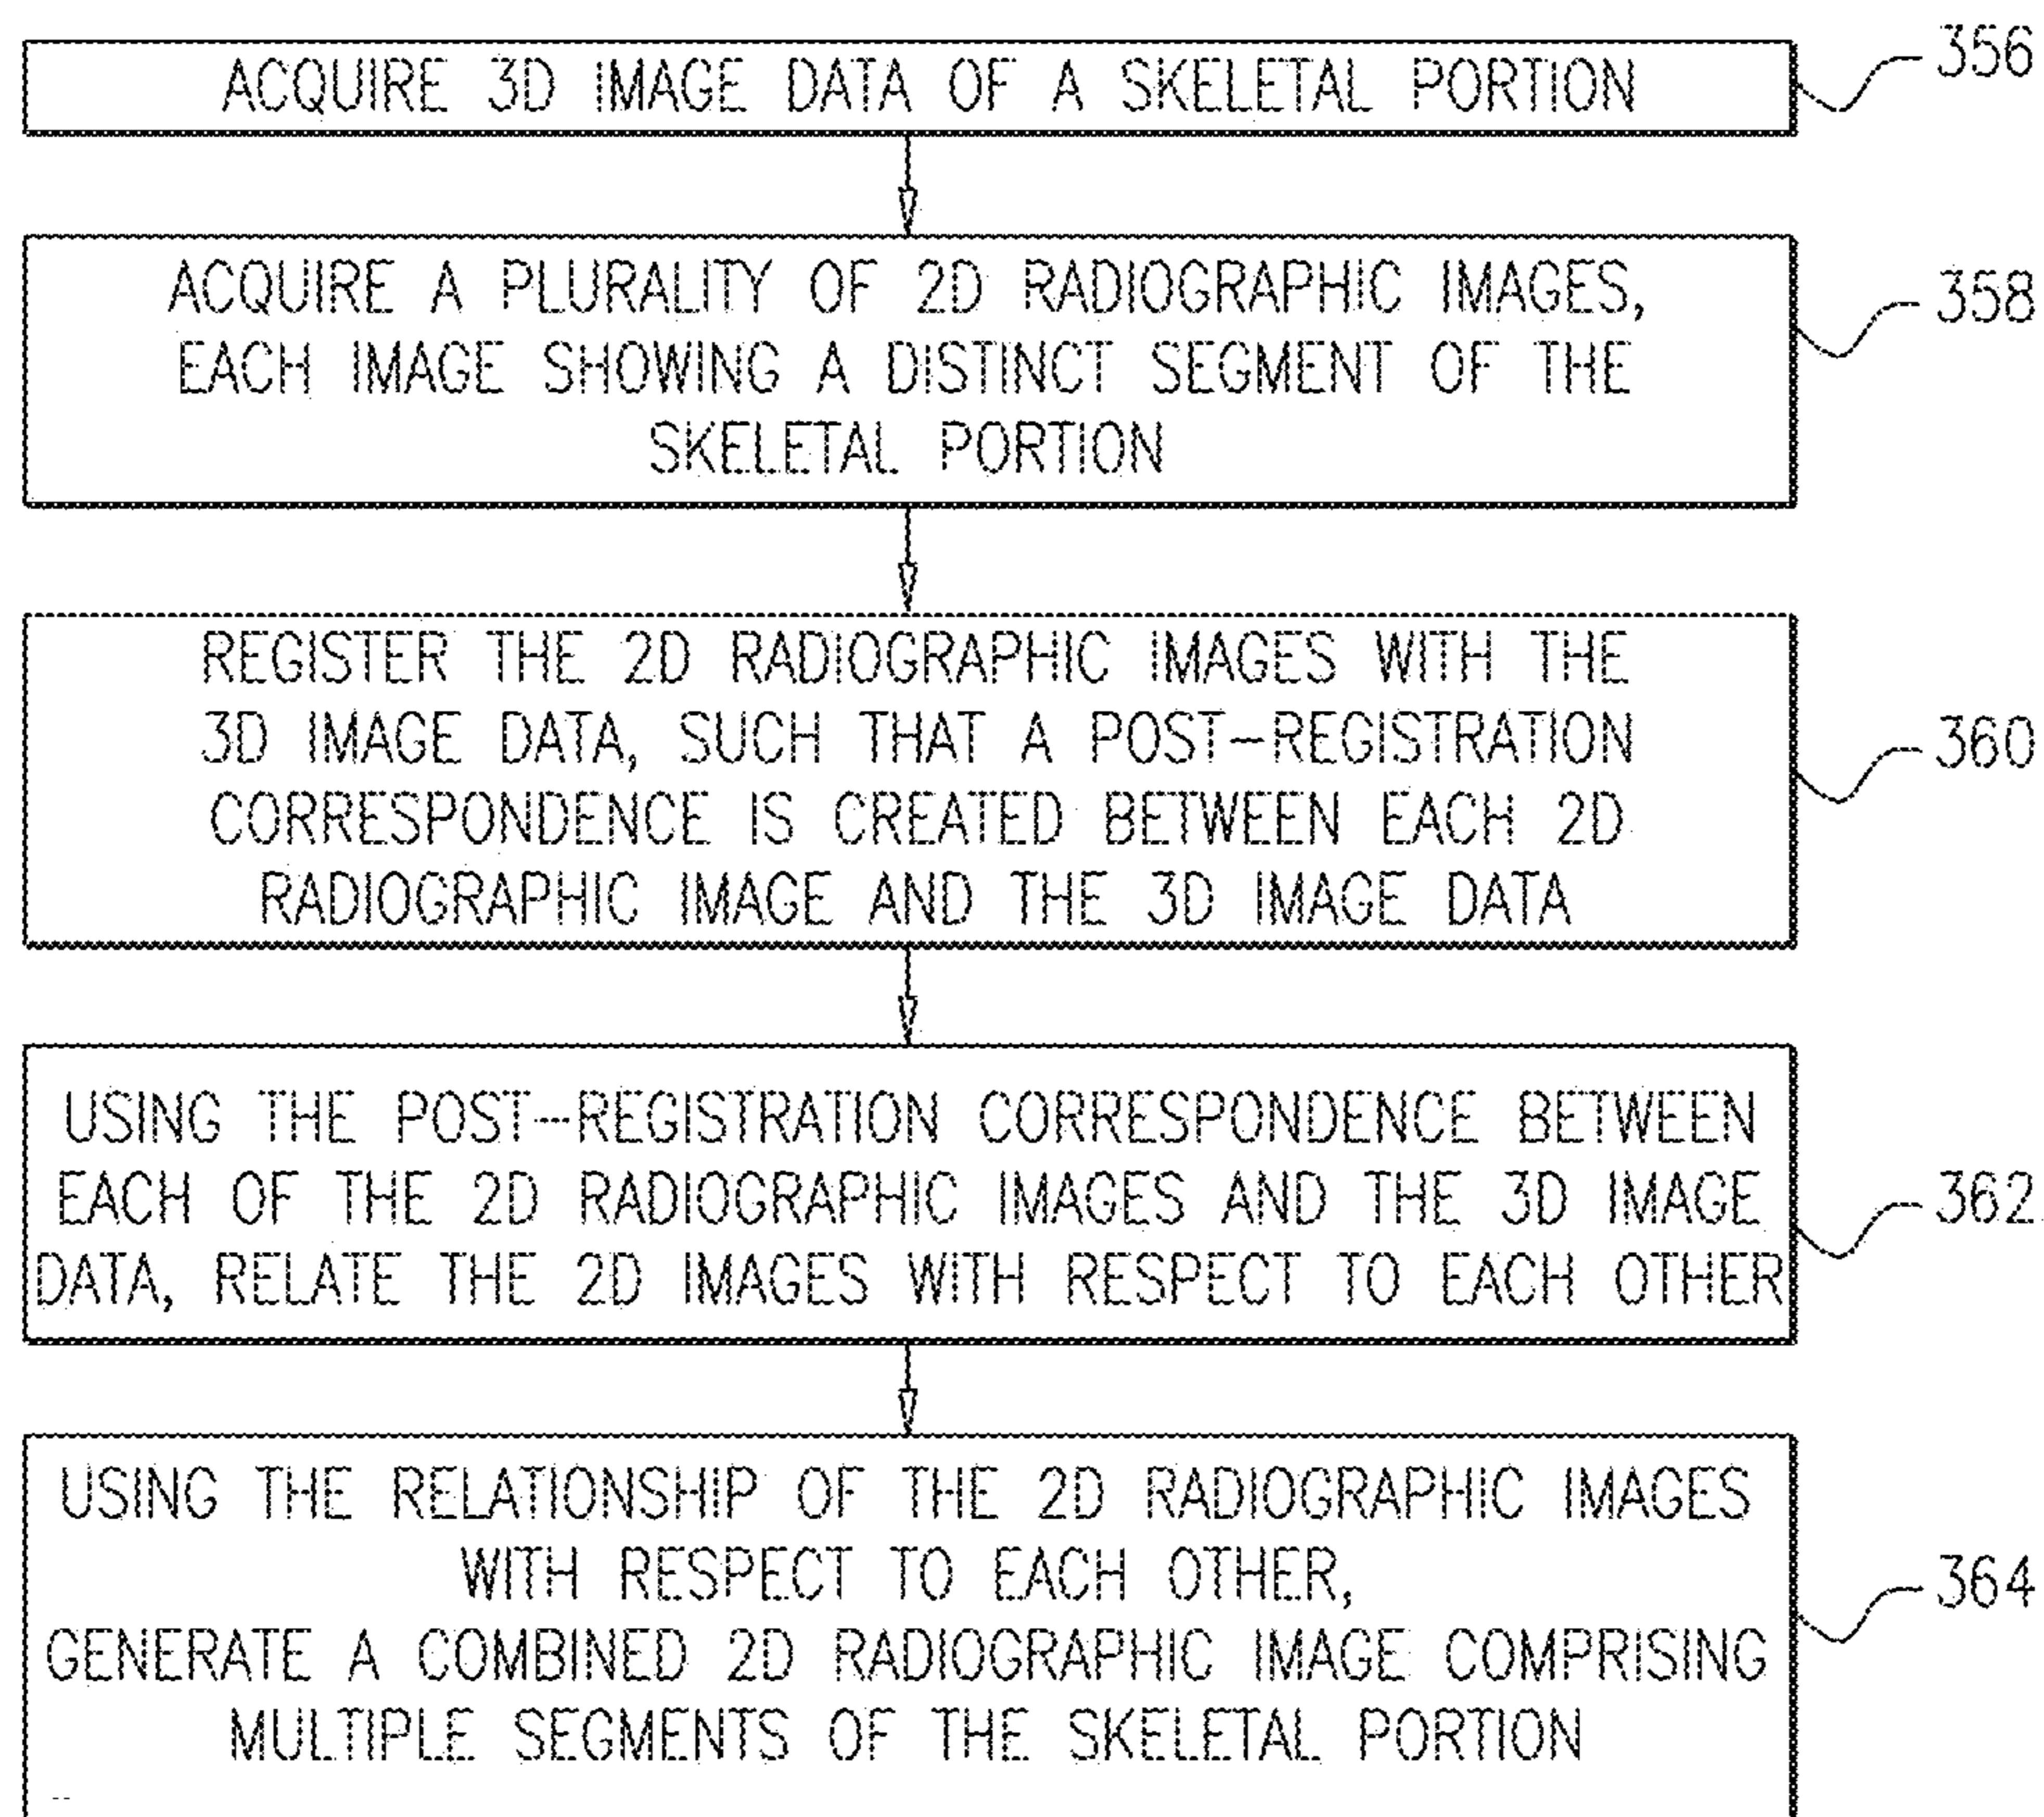 ACQUIRE 3D IMAGE DATA OF A SKELETAL PORTION
356
ACQUIRE A PLURALITY OF 2D RADIOGRAPHIC IMAGES,
EACH IMAGE SHOWING A DISTINCT SEGMENT OF THE
SKELETAL PORTION
358
REGISTER THE 2D RADIOGRAPHIC IMAGES WITH THE
3D IMAGE DATA, SUCH THAT A POST-REGISTRATION
CORRESPONDENCE IS CREATED BETWEEN EACH 2D
RADIOGRAPHIC IMAGE AND THE 3D IMAGE DATA
360
USING THE POST-REGISTRATION CORRESPONDENCE BETWEEN
EACH OF THE 2D RADIOGRAPHIC IMAGES AND THE 3D IMAGE
DATA, RELATE THE 2D IMAGES WITH RESPECT TO EACH OTHER
362
USING THE RELATIONSHIP OF THE 2D RADIOGRAPHIC IMAGES
WITH RESPECT TO EACH OTHER,
GENERATE A COMBINED 2D RADIOGRAPHIC IMAGE COMPRISING
MULTIPLE SEGMENTS OF THE SKELETAL PORTION
364